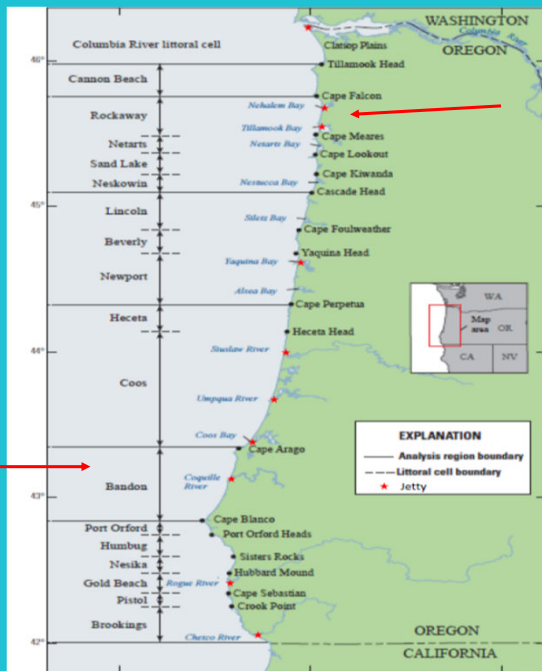 WASHINGTON
46°
Columbia River littoral cell
Clatsop Plains
Columbia River
OREGON
Tillamook Head
Cannon Beach
Cape Falcon
Nehalem Bay
Rockaway
Tillamook Bay
Cape Meares
Netarts
Netarts Bay
Cape Lookout
Sand Lake
Cape Kiwanda
Neskowin
Nestucca Bay
Cascade Head
45°
Lincoln
Siletz Bay
Cape Foulweather
Beverly
Yaquina Head
Yaquina Bay
Newport
Alsea Bay
Cape Perpetua
Heceta
Heceta Head
44°
Siuslaw River
Coos
Umpqua River
Coos Bay
Cape Arago
Bandon
Coquille
River
43°
Cape Blanco
Port Orford
Port Orford Heads
Humbug
Sisters Rocks
Nesika
Hubbard Mound
Gold Beach
Rogue River
Cape Sebastian
Pistol
Crook Point
Brookings
Chetco River
42°
OREGON
CALIFORNIA
WA
Map
area
OR
CA
NV
EXPLANATION
Analysis region boundary
Littoral cell boundary
Jetty